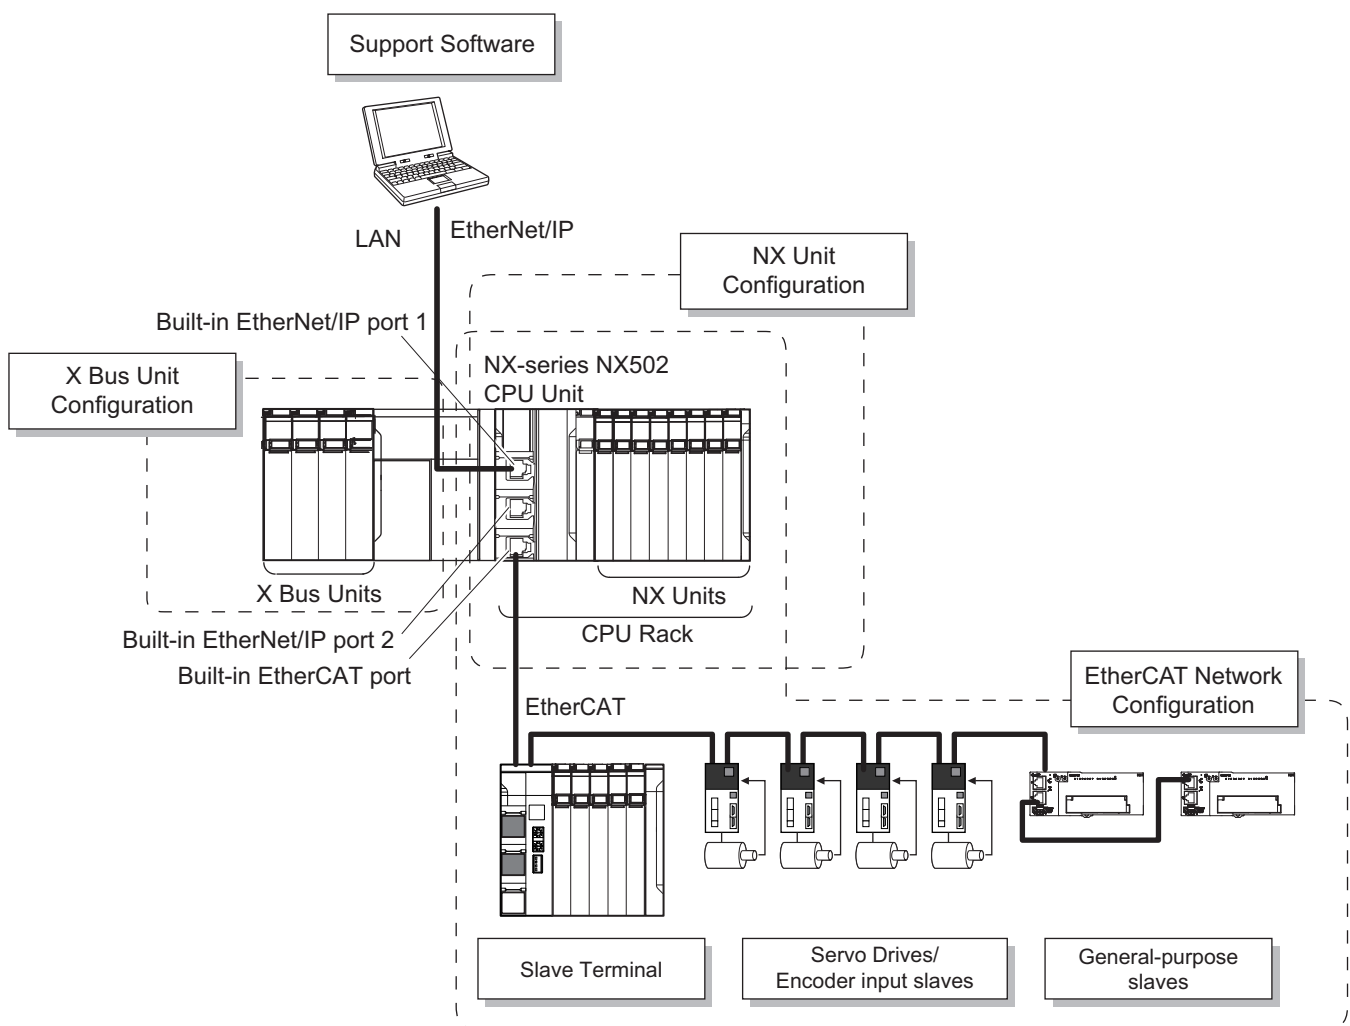 Support Software
LAN
EtherNet/IP
NX Unit
Configuration
Built-in EtherNet/IP port 1
X Bus Unit
Configuration
NX-series NX502
CPU Unit
X Bus Units
NX Units
CPU Rack
Built-in EtherNet/IP port 2
Built-in EtherCAT port
EtherCAT Network
Configuration
EtherCAT
Slave Terminal
Servo Drives/
Encoder input slaves
General-purpose
slaves